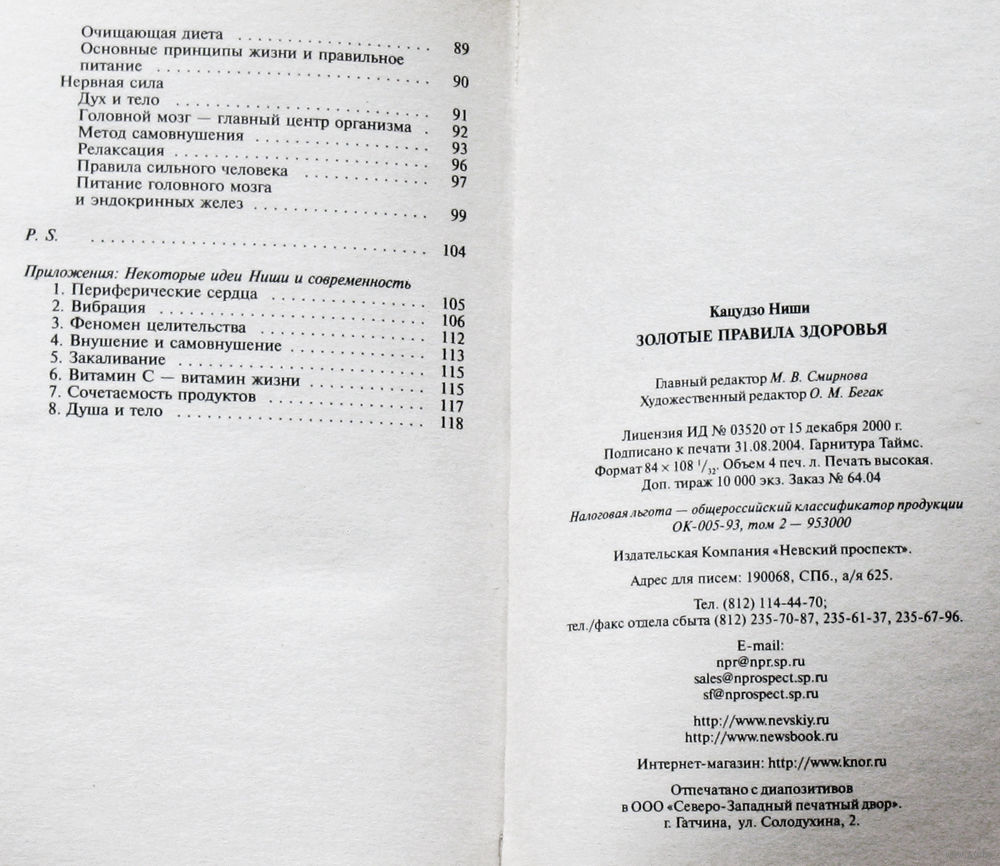 Очищающая диета . . . . . . . . . . . . . . . . . . . . 89
Основные принципы жизни и правильное
питание . . . . . . . . . . . . . . . . . . . . . . . . . . 90
Нервная сила
Дух и тело . . . . . . . . . . . . . . . . . . . . . . . . 91
Головной мозг — главный центр организма . 92
Метод самовнушения . . . . . . . . . . . . . . . . 93
Релаксация . . . . . . . . . . . . . . . . . . . . . . . . 96
Правила сильного человека . . . . . . . . . . . . 97
Питание головного мозга
и эндокринных желез . . . . . . . . . . . . . . . . 99
P. S. . . . . . . . . . . . . . . . . . . . . . . . . . . . . . 104
Приложения: Некоторые идеи Ниши и современность
1. Периферические сердца . . . . . . . . . . . . . . 105
2. Вибрация . . . . . . . . . . . . . . . . . . . . . . . . 106
3. Феномен целительства . . . . . . . . . . . . . . . 112
4. Внушение и самовнушение . . . . . . . . . . . . 113
5. Закаливание . . . . . . . . . . . . . . . . . . . . . . 115
6. Витамин С — витамин жизни . . . . . . . . . . 115
7. Сочетаемость продуктов . . . . . . . . . . . . . . 117
8. Душа и тело . . . . . . . . . . . . . . . . . . . . . . 118
Кацудзо Ниши
ЗОЛОТЫЕ ПРАВИЛА ЗДОРОВЬЯ
Главный редактор М. В. Смирнова
Художественный редактор О. М. Бегак
Лицензия ИД № 03520 от 15 декабря 2000 г.
Подписано к печати 31.08.2004. Гарнитура Таймс.
Формат 84 × 108 1/32. Объем 4 печ. л. Печать высокая.
Доп. тираж 10 000 экз. Заказ № 64.04
Налоговая льгота — общероссийский классификатор продукции
ОК-005-93, том 2 — 953000
Издательская Компания «Невский проспект».
Адрес для писем: 190068, СПб., а/я 625.
Тел. (812) 114-44-70;
тел./факс отдела сбыта (812) 235-70-87, 235-61-37, 235-67-96.
E-mail:
npr@npr.sp.ru
sales@nprospect.sp.ru
sf@nprospect.sp.ru
http://www.nevskiy.ru
http://www.newsbook.ru
Интернет-магазин: http://www.knor.ru
Отпечатано с диапозитивов
в ООО «Северо-Западный печатный двор».
г. Гатчина, ул. Солодухина, 2.